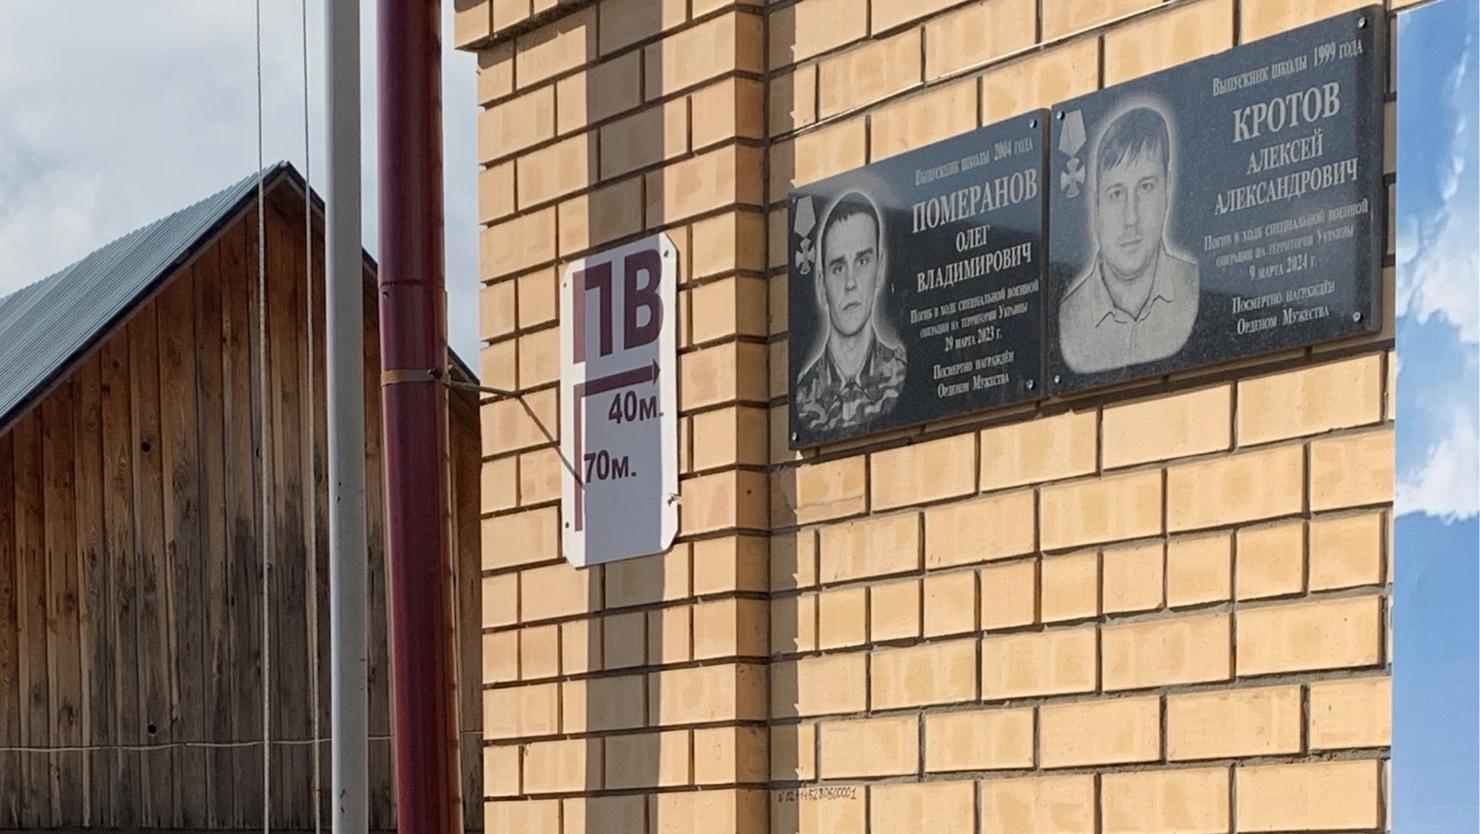 ПВ
40м.
70м.
Выпускник школы 2004 года
ПОМЕРАНОВ
ОЛЕГ
ВЛАДИМИРОВИЧ
Погиб в ходе специальной военной
операции на территории Украины
29 марта 2023 г.
Посмертно награждён
Орденом Мужества
Выпускник школы 1999 года
КРОТОВ
АЛЕКСЕЙ
АЛЕКСАНДРОВИЧ
Погиб в ходе специальной военной
операции на территории Украины
9 марта 2024 г.
Посмертно награждён
Орденом Мужества